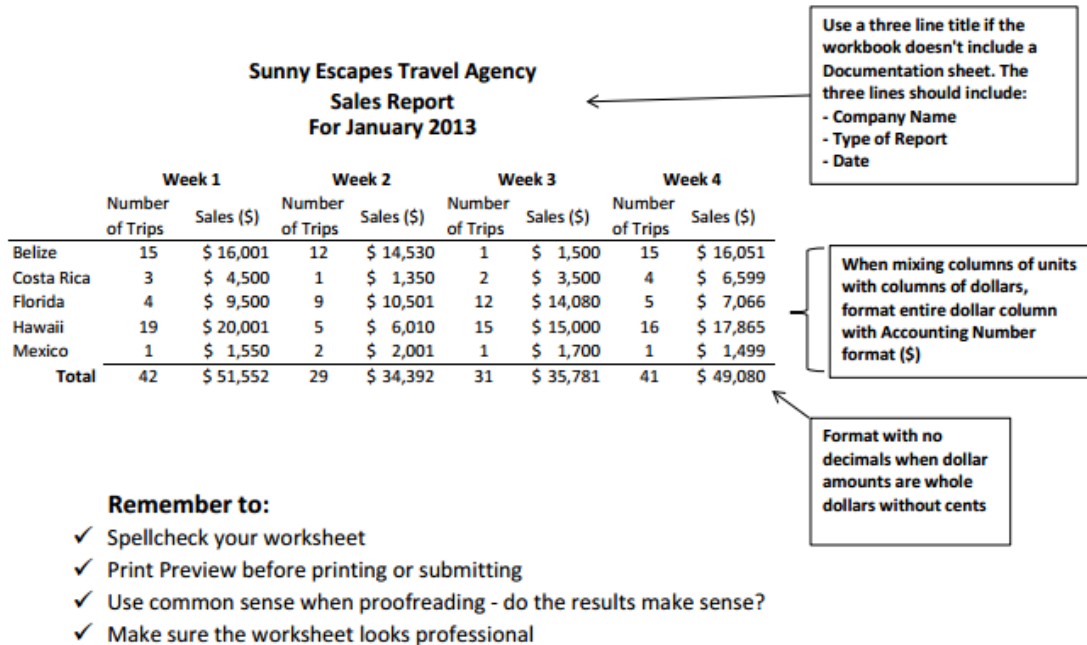 Sunny Escapes Travel Agency
Sales Report
For January 2013
Use a three line title if the
workbook doesn't include a
Documentation sheet. The
three lines should include:
- Company Name
- Type of Report
- Date
Week 1 Week 2 Week 3 Week 4
Number of Trips Sales ($) Number of Trips Sales ($) Number of Trips Sales ($) Number of Trips Sales ($)
Belize 15 $ 16,001 12 $ 14,530 1 $ 1,500 15 $ 16,051
Costa Rica 3 $ 4,500 1 $ 1,350 2 $ 3,500 4 $ 6,599
Florida 4 $ 9,500 9 $ 10,501 12 $ 14,080 5 $ 7,066
Hawaii 19 $ 20,001 5 $ 6,010 15 $ 15,000 16 $ 17,865
Mexico 1 $ 1,550 2 $ 2,001 1 $ 1,700 1 $ 1,499
Total 42 $ 51,552 29 $ 34,392 31 $ 35,781 41 $ 49,080
When mixing columns of units
with columns of dollars,
format entire dollar column
with Accounting Number
format ($)
Format with no
decimals when dollar
amounts are whole
dollars without cents
Remember to:
✓ Spellcheck your worksheet
✓ Print Preview before printing or submitting
✓ Use common sense when proofreading - do the results make sense?
✓ Make sure the worksheet looks professional